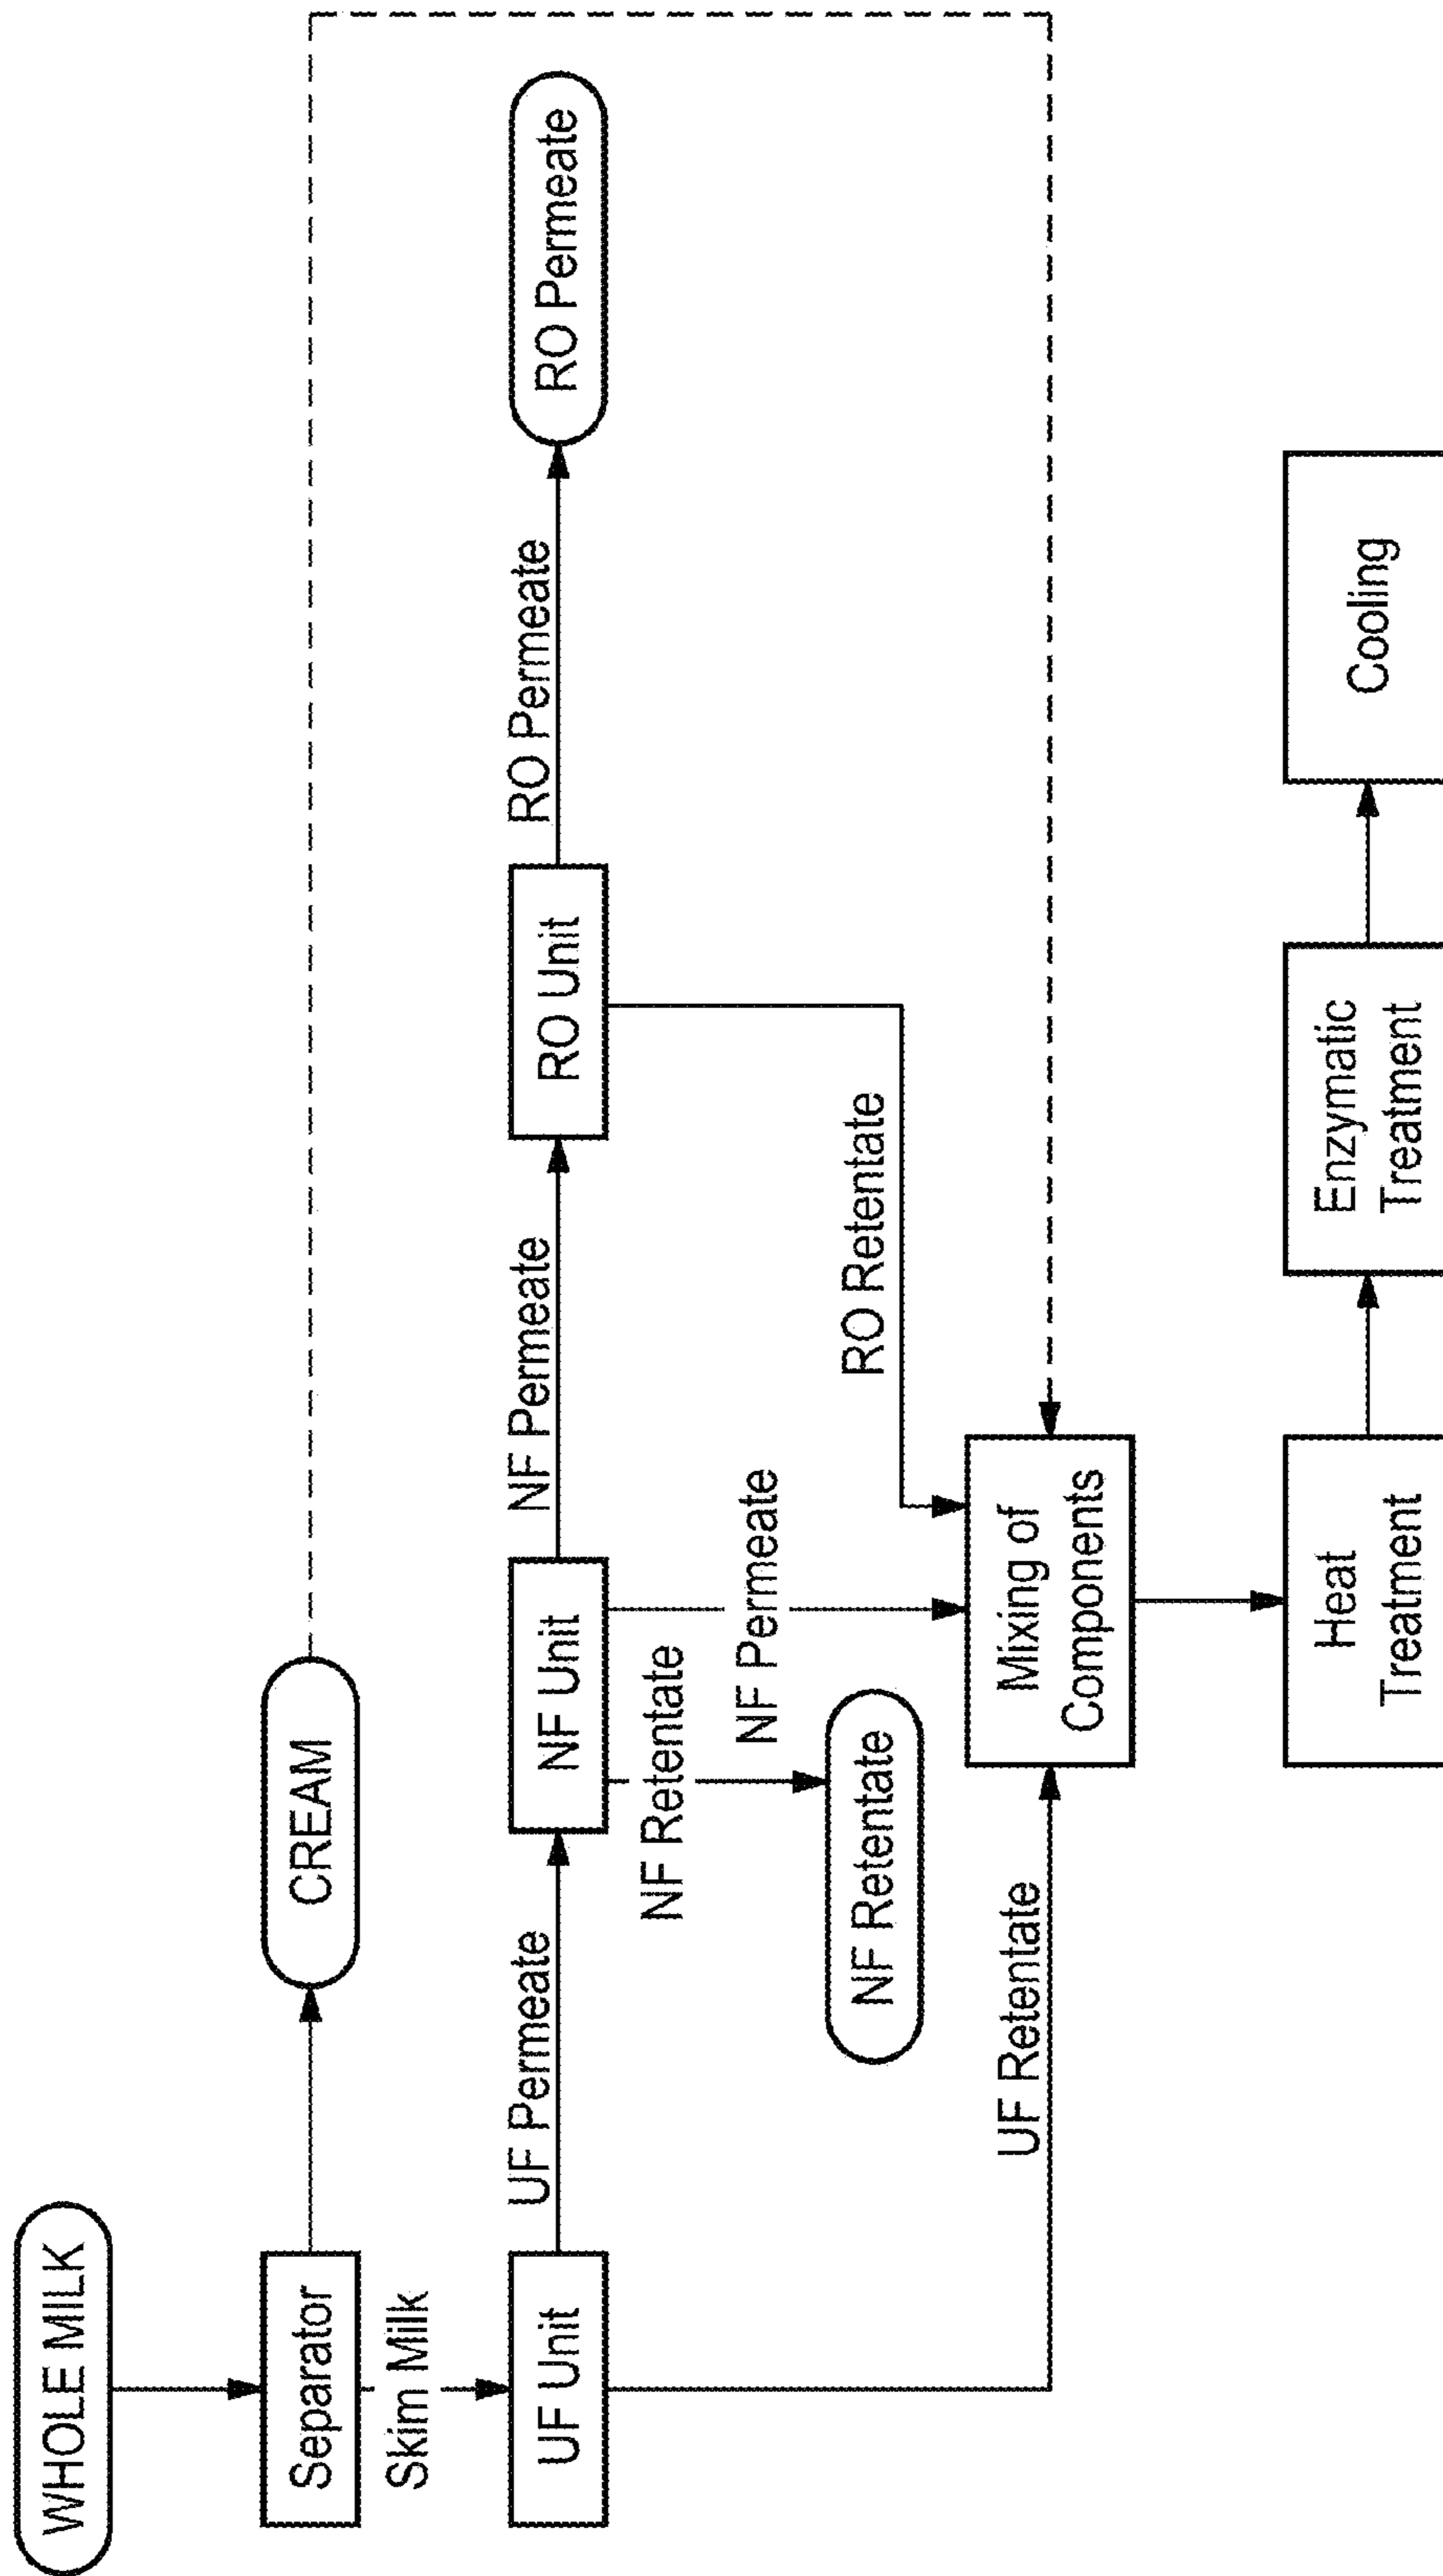 WHOLE MILK
Separator
CREAM
Skim Milk
UF Unit
UF Permeate
NF Unit
NF Permeate
RO Unit
RO Permeate
RO Permeate
NF Retentate
NF Permeate
RO Retentate
NF Retentate
UF Retentate
Mixing of
Components
Heat
Treatment
Enzymatic
Treatment
Cooling